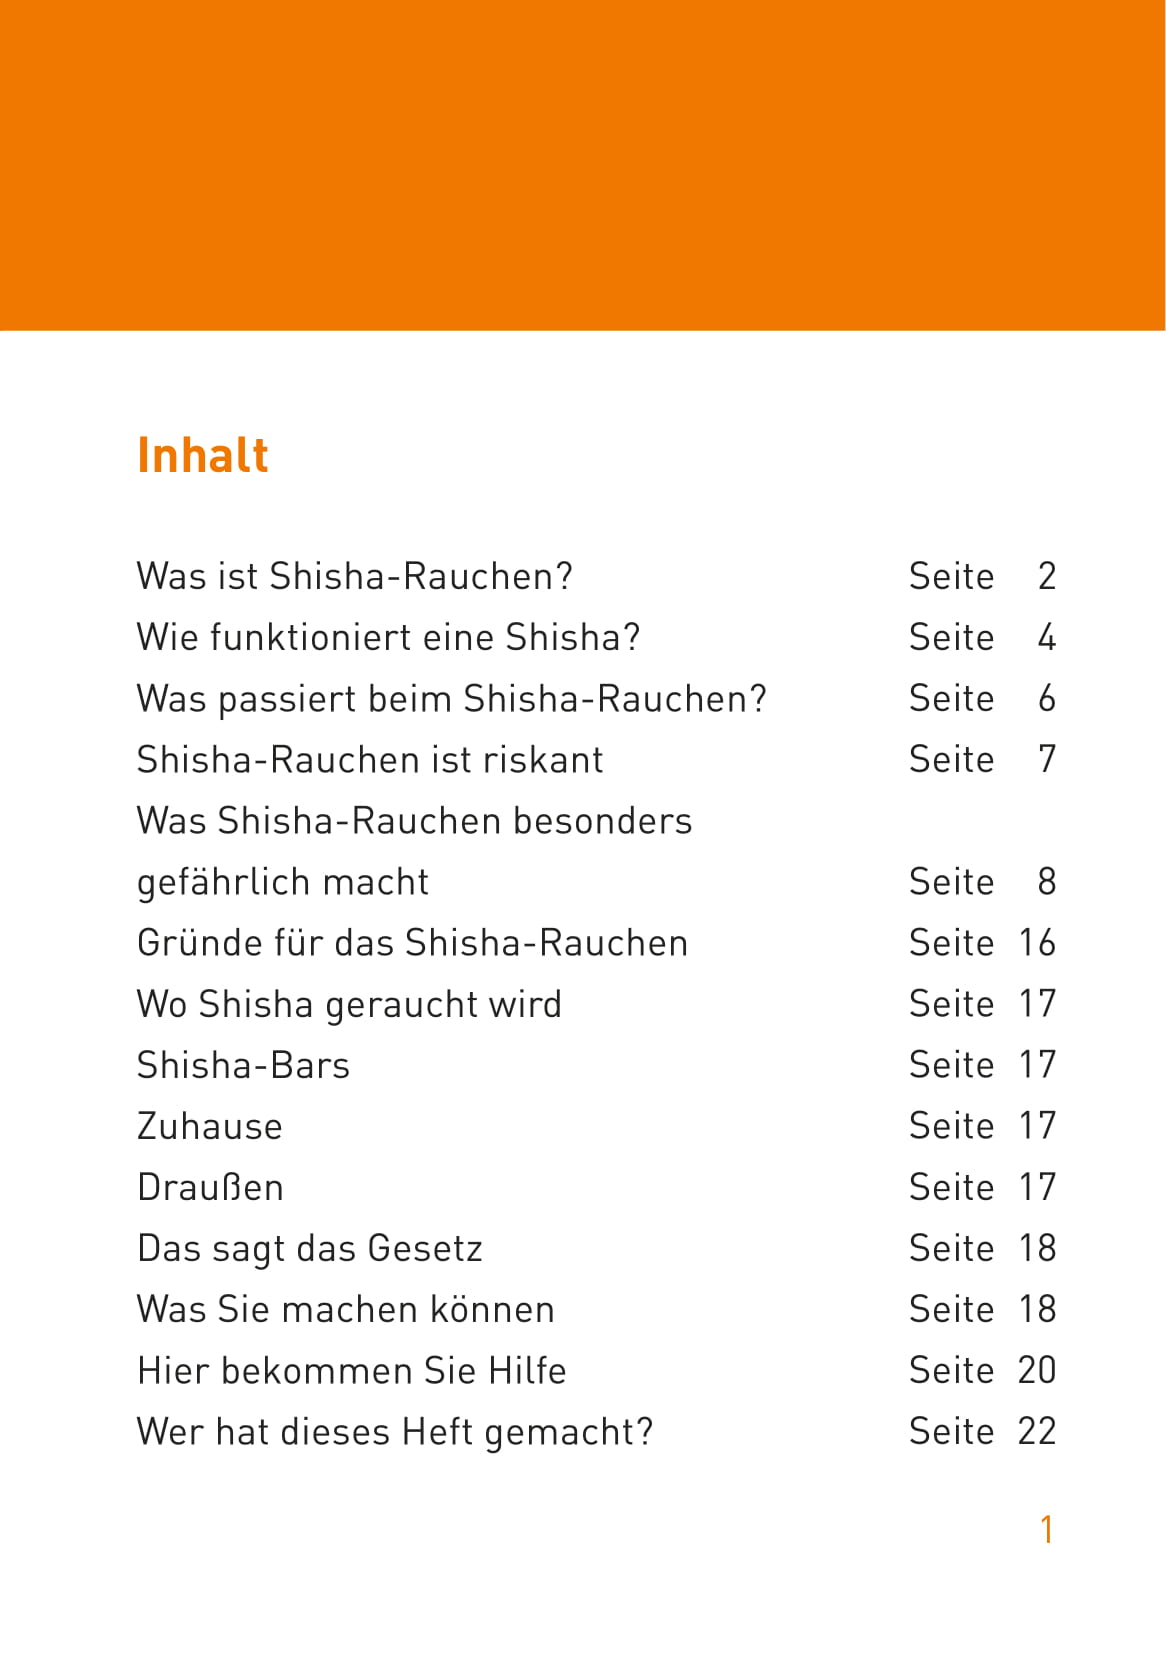 Inhalt
Was ist Shisha-Rauchen? Seite 2
Wie funktioniert eine Shisha? Seite 4
Was passiert beim Shisha-Rauchen? Seite 6
Shisha-Rauchen ist riskant Seite 7
Was Shisha-Rauchen besonders
gefährlich macht Seite 8
Gründe für das Shisha-Rauchen Seite 16
Wo Shisha geraucht wird Seite 17
Shisha-Bars Seite 17
Zuhause Seite 17
Draußen Seite 17
Das sagt das Gesetz Seite 18
Was Sie machen können Seite 18
Hier bekommen Sie Hilfe Seite 20
Wer hat dieses Heft gemacht? Seite 22
1